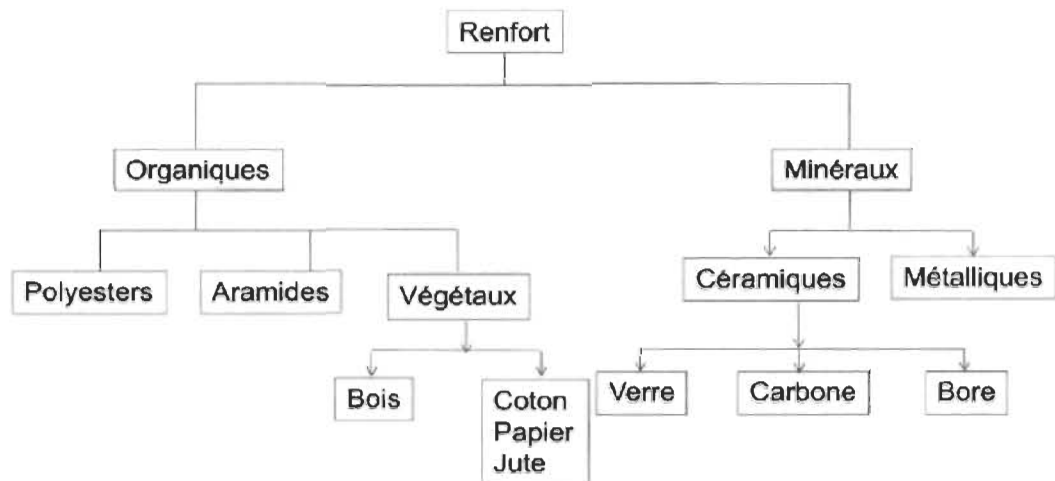 Renfort
Organiques
Minéraux
Polyesters
Aramides
Végétaux
Céramiques
Métalliques
Bois
Coton
Papier
Jute
Verre
Carbone
Bore